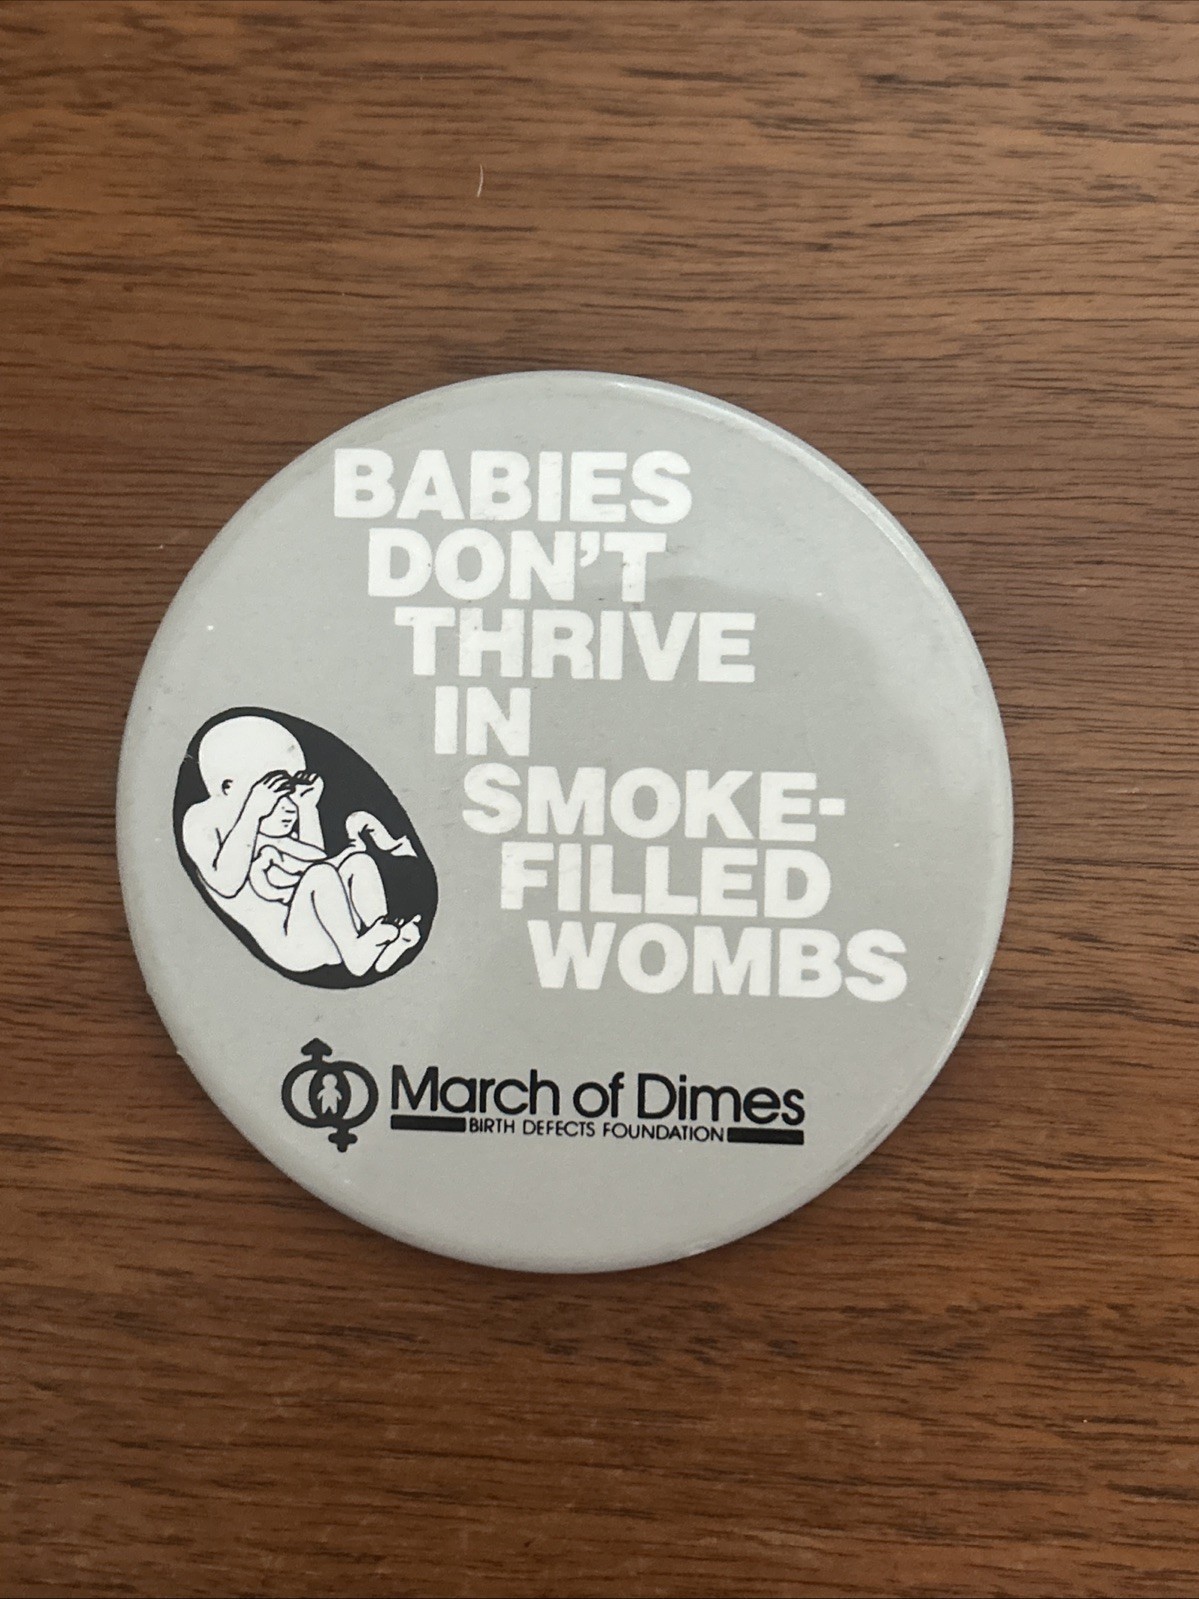 BABIES
DON'T
THRIVE
IN
SMOKE-
FILLED
WOMBS
March of Dimes
BIRTH DEFECTS FOUNDATION